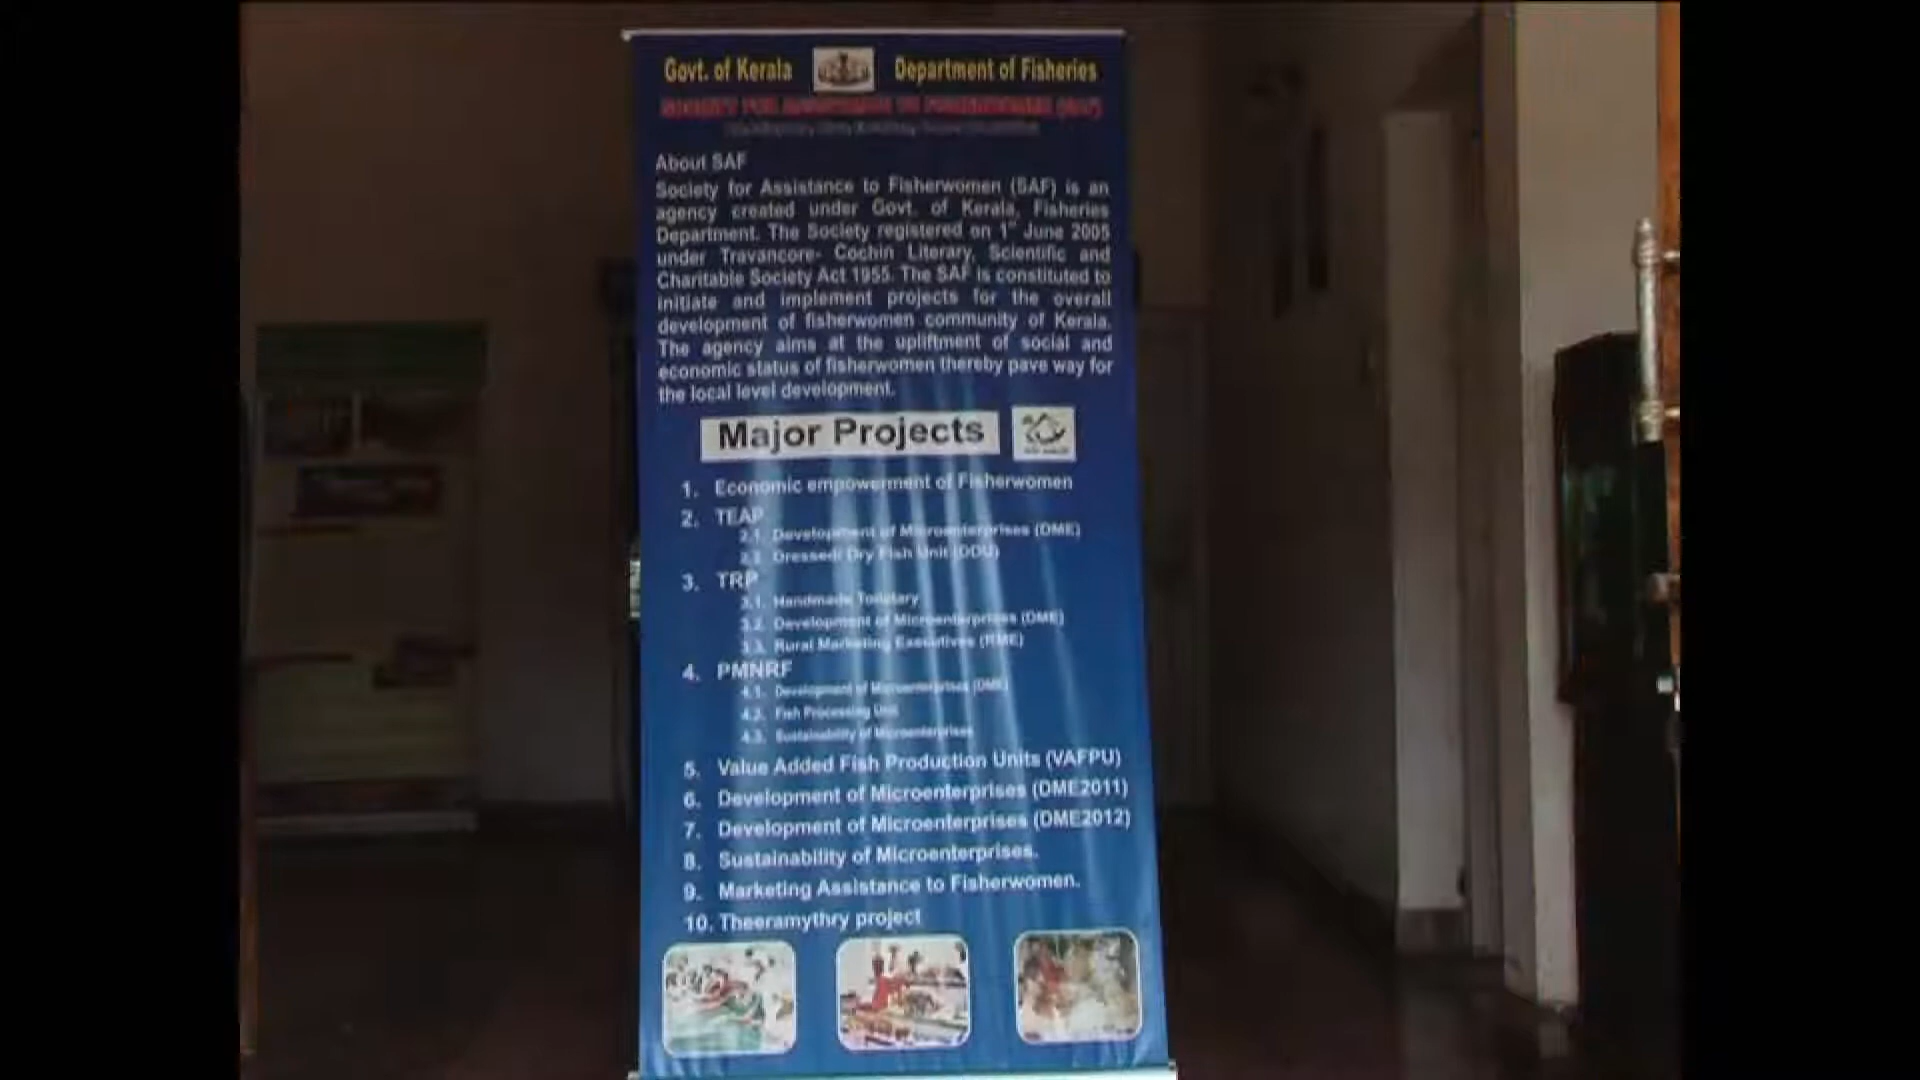 Govt. of Kerala Department of Fisheries
SOCIETY FOR ASSISTANCE TO FISHERWOMEN (SAF)
About SAF
Society for Assistance to Fisherwomen (SAF) is an
agency created under Govt. of Kerala, Fisheries
Department. The Society registered on 1st June 2005
under Travancore- Cochin Literary, Scientific and
Charitable Society Act 1955. The SAF is constituted to
initiate and implement projects for the overall
development of fisherwomen community of Kerala.
The agency aims at the upliftment of social and
economic status of fisherwomen thereby pave way for
the local level development.
Major Projects
1. Economic empowerment of Fisherwomen
2. TEAP
2.1. Development of Microenterprises (DME)
2.2. Dressed/ Dry Fish Unit (DDU)
3. TRP
3.1. Handmade Toiletary
3.2. Development of Microenterprises (DME)
3.3. Rural Marketing Executives (RME)
4. PMNRF
4.1. Development of Microenterprises (DME)
4.2. Fish Processing Unit
4.3. Sustainability of Microenterprises
5. Value Added Fish Production Units (VAFPU)
6. Development of Microenterprises (DME2011)
7. Development of Microenterprises (DME2012)
8. Sustainability of Microenterprises.
9. Marketing Assistance to Fisherwomen.
10. Theeramythry project